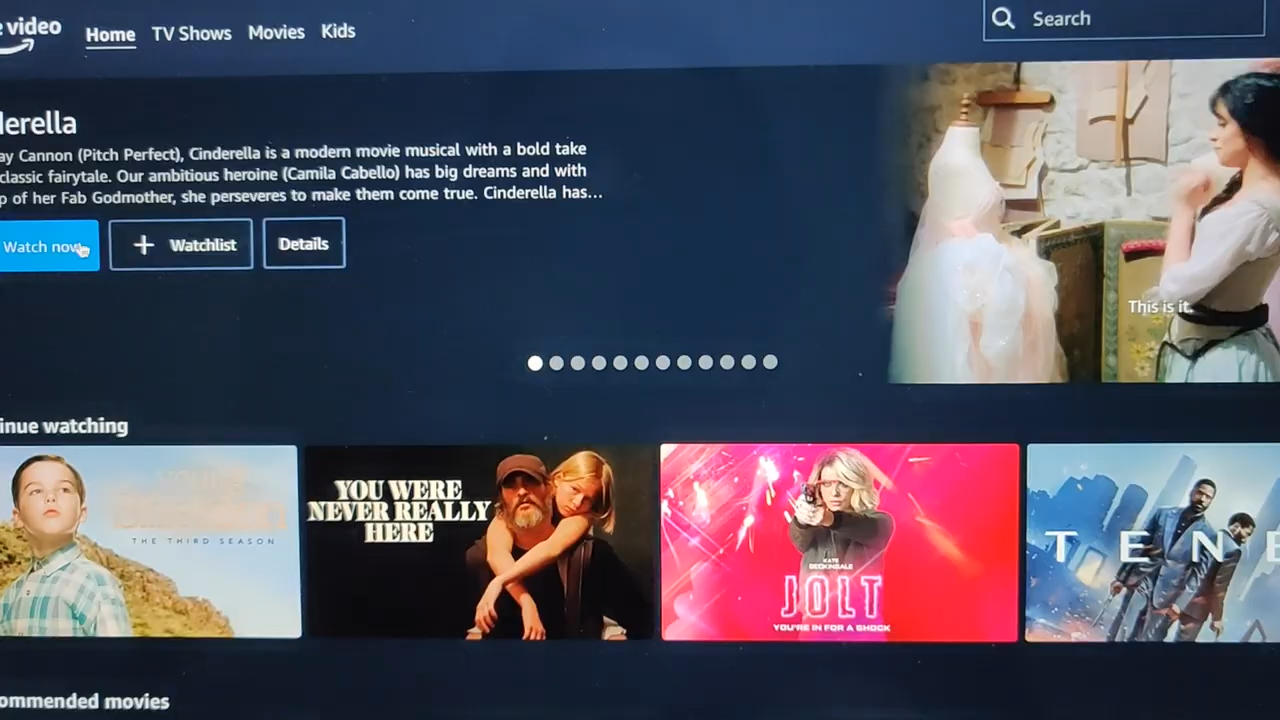 video
Home TV Shows Movies Kids
Search
derella
ay Cannon (Pitch Perfect), Cinderella is a modern movie musical with a bold take
classic fairytale. Our ambitious heroine (Camila Cabello) has big dreams and with
p of her Fab Godmother, she perseveres to make them come true. Cinderella has...
Watch now
+ Watchlist
Details
This is it.
inue watching
THE THIRD SEASON
YOU WERE
NEVER REALLY
HERE
KATE
BECKINSALE
JOLT
YOU'RE IN FOR A SHOCK
TENE
ommended movies